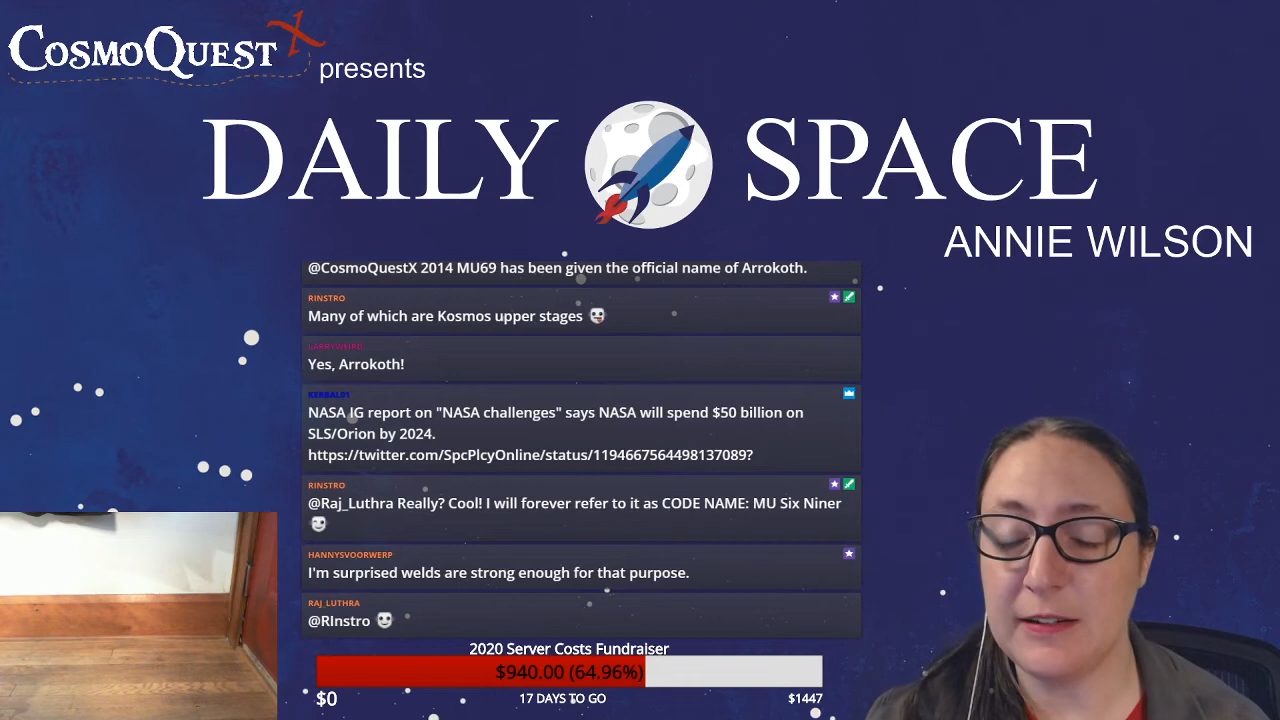 COSMOQUEST X
presents
DAILY SPACE
ANNIE WILSON
@CosmoQuestX 2014 MU69 has been given the official name of Arrokoth.
RINSTRO
Many of which are Kosmos upper stages
LARRYWEIRD
Yes, Arrokoth!
KERBAL01
NASA IG report on "NASA challenges" says NASA will spend $50 billion on
SLS/Orion by 2024.
https://twitter.com/SpcPlcyOnline/status/1194667564498137089?
RINSTRO
@Raj_Luthra Really? Cool! I will forever refer to it as CODE NAME: MU Six Niner
HANNYSVOORWERP
I'm surprised welds are strong enough for that purpose.
RAJ_LUTHRA
@RInstro
2020 Server Costs Fundraiser
$940.00 (64.96%)
$0
17 DAYS TO GO
$1447